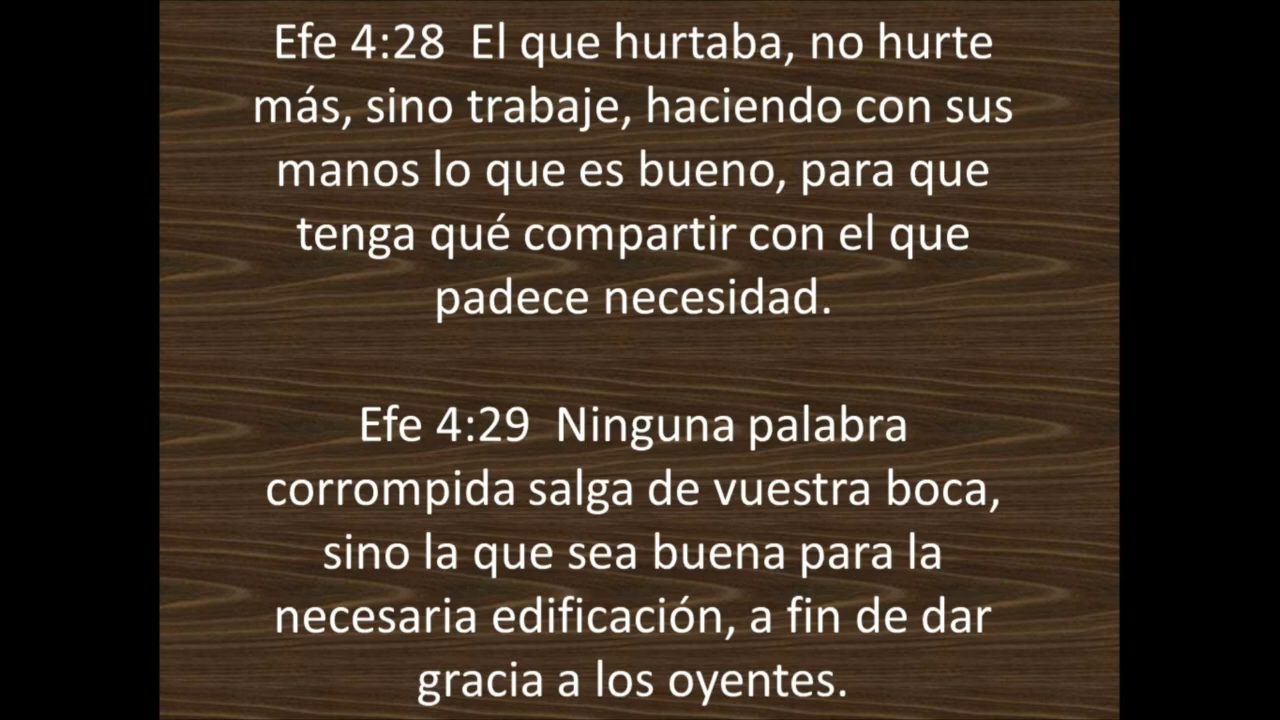 Efe 4:28  El que hurtaba, no hurte
más, sino trabaje, haciendo con sus
manos lo que es bueno, para que
tenga qué compartir con el que
padece necesidad.
Efe 4:29  Ninguna palabra
corrompida salga de vuestra boca,
sino la que sea buena para la
necesaria edificación, a fin de dar
gracia a los oyentes.